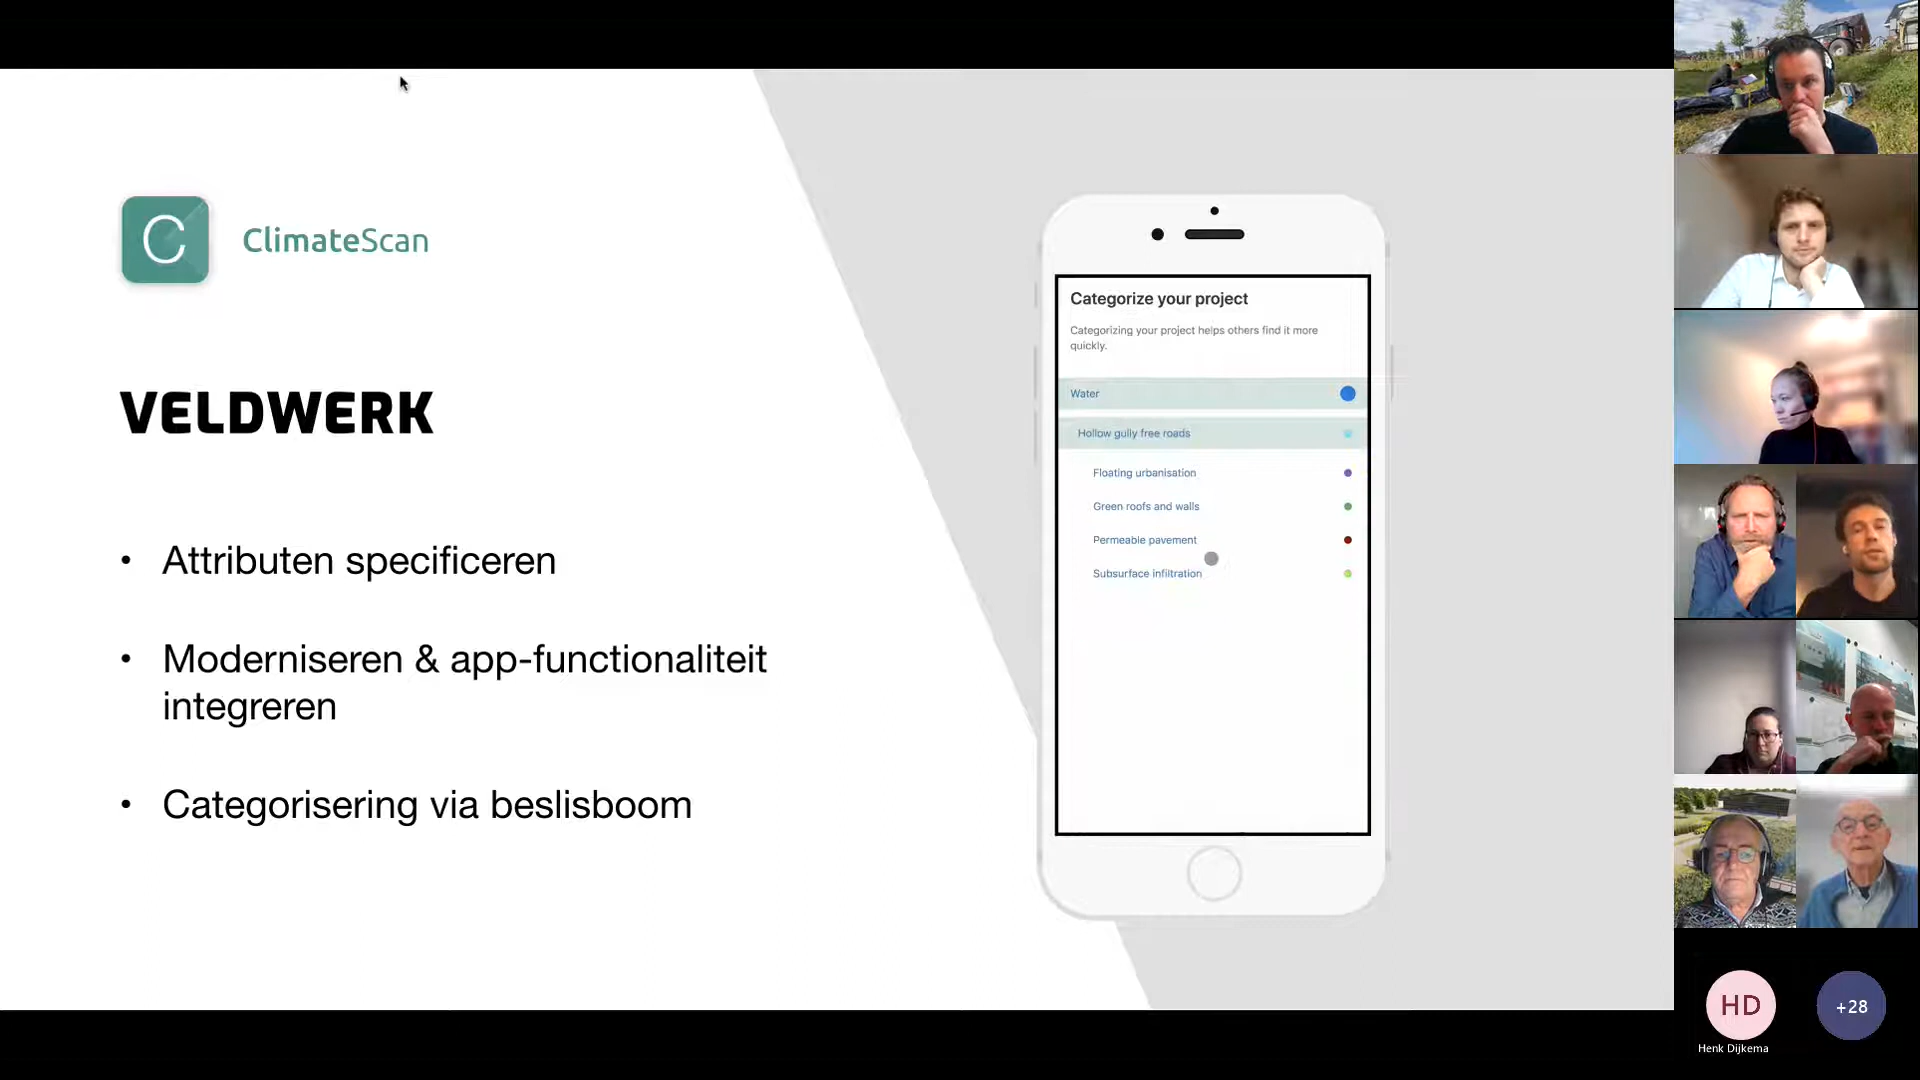 C
ClimateScan
VELDWERK
• Attributen specificeren
• Moderniseren & app-functionaliteit
integreren
• Categorisering via beslisboom
Categorize your project
Categorizing your project helps others find it more
quickly.
Water
Hollow gully free roads
Floating urbanisation
Green roofs and walls
Permeable pavement
Subsurface infiltration
HD
+28
Henk Dijkema